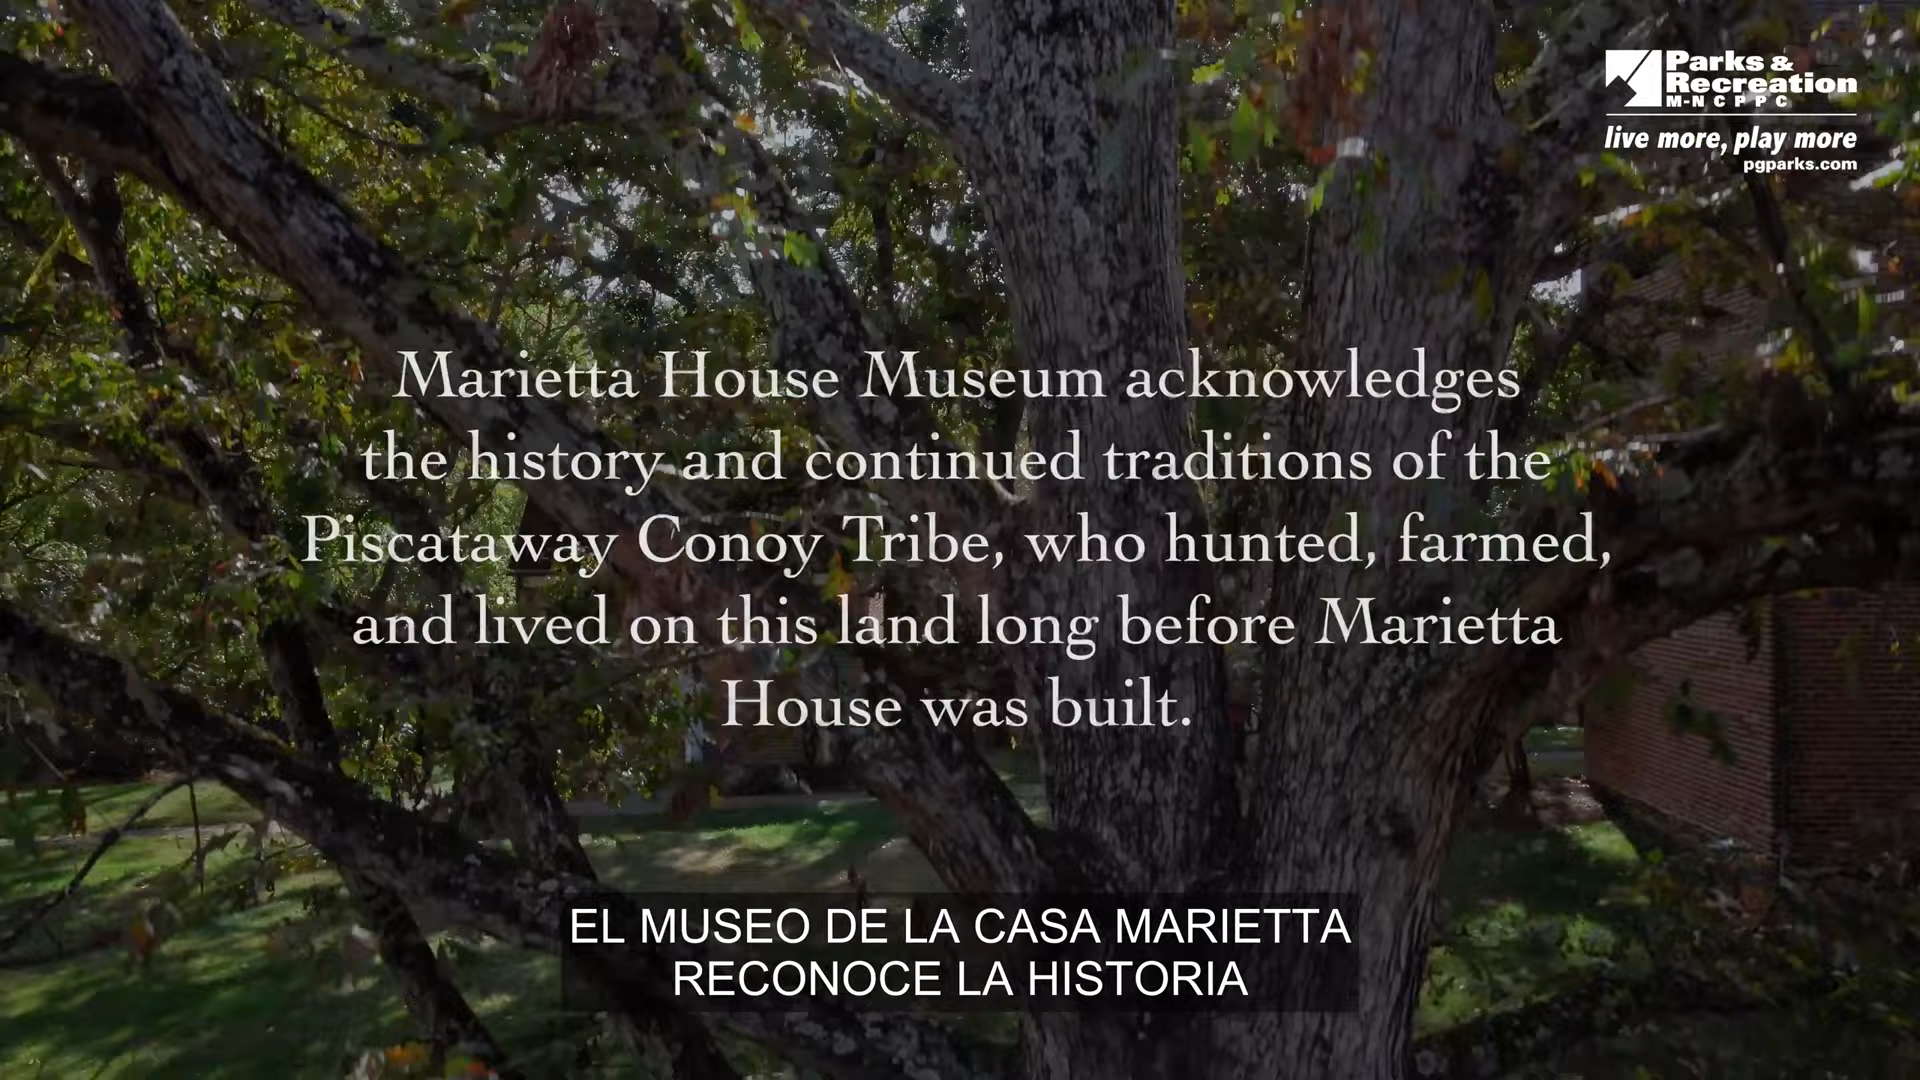 Parks &
Recreation
M-NCPPC
live more, play more
pgparks.com
Marietta House Museum acknowledges
the history and continued traditions of the
Piscataway Conoy Tribe, who hunted, farmed,
and lived on this land long before Marietta
House was built.
EL MUSEO DE LA CASA MARIETTA
RECONOCE LA HISTORIA